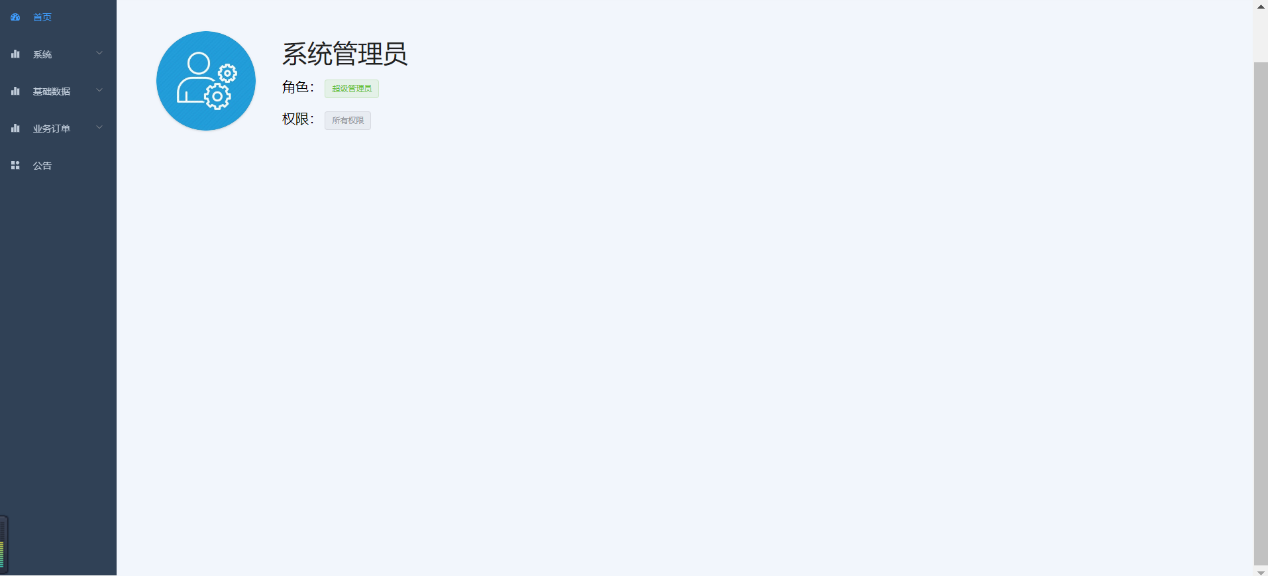 首页
系统
基础数据
业务订单
公告
系统管理员
角色： 超级管理员
权限： 所有权限